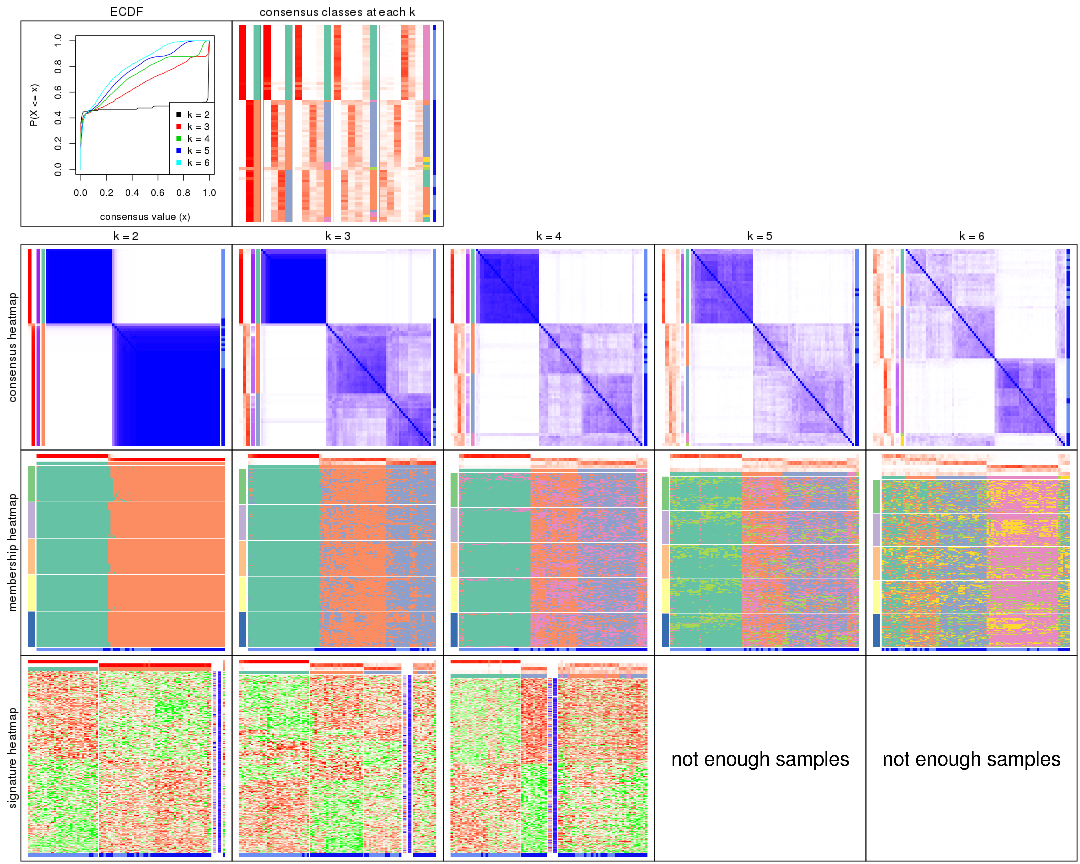 ECDF
consensus classes at each k
P(X <= x)
0.0
0.2
0.4
0.6
0.8
1.0
k = 2
k = 3
k = 4
k = 5
k = 6
0.0 0.2 0.4 0.6 0.8 1.0
consensus value (x)
k = 2
k = 3
k = 4
k = 5
k = 6
consensus heatmap
membership heatmap
signature heatmap
not enough samples
not enough samples